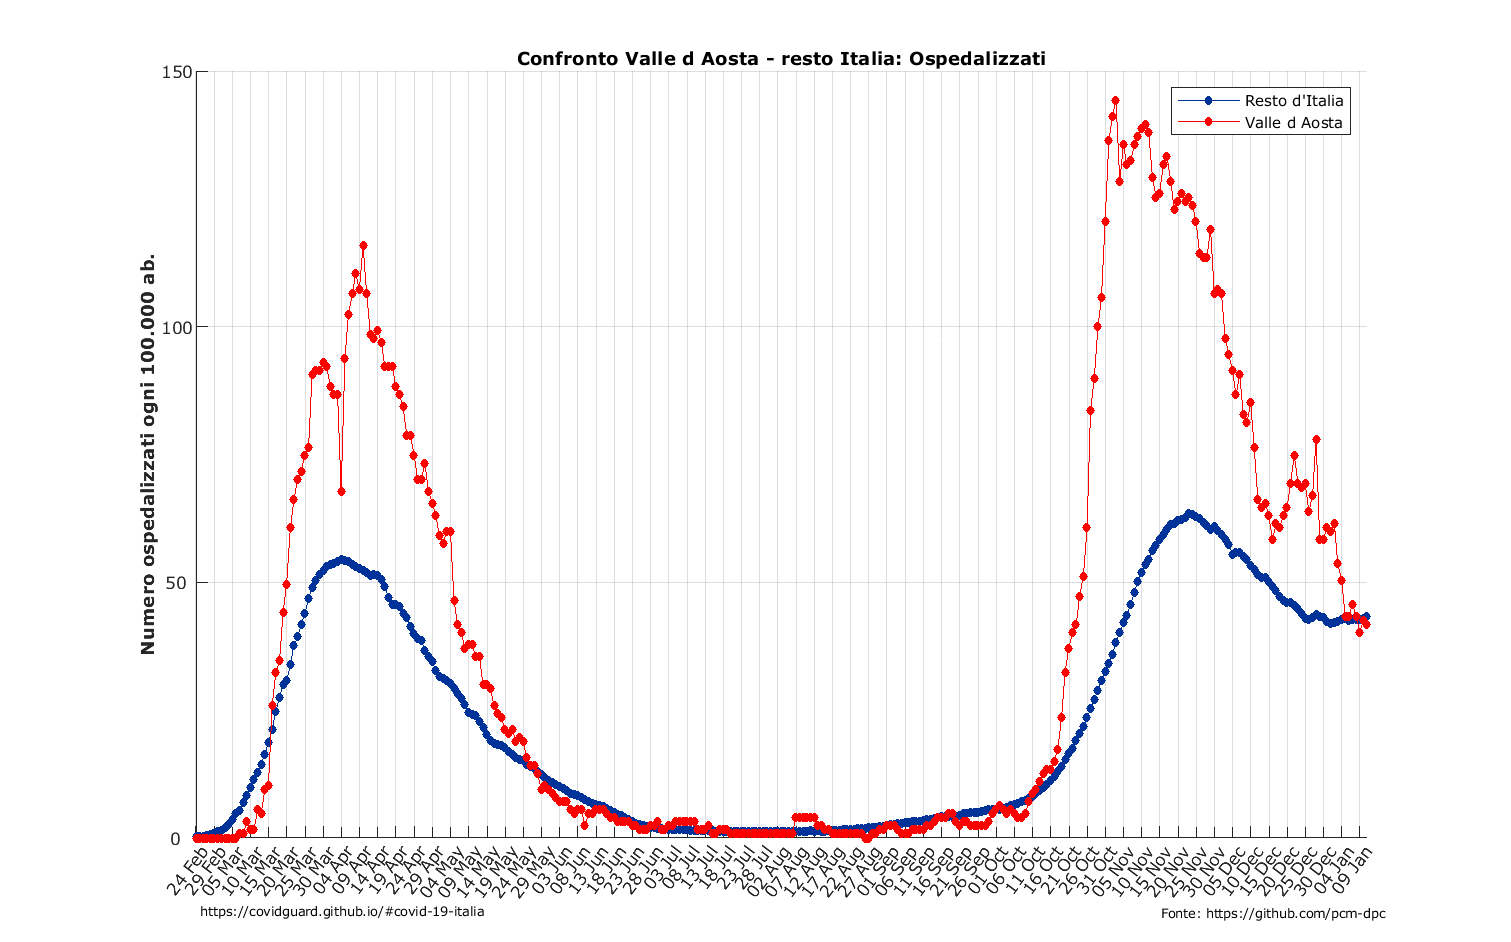 Confronto Valle d Aosta - resto Italia: Ospedalizzati
Numero ospedalizzati ogni 100.000 ab.
150
100
50
0
Resto d'Italia
Valle d Aosta
24 Feb
29 Feb
05 Mar
10 Mar
15 Mar
20 Mar
25 Mar
30 Mar
04 Apr
09 Apr
14 Apr
19 Apr
24 Apr
29 Apr
04 May
09 May
14 May
19 May
24 May
29 May
03 Jun
08 Jun
13 Jun
18 Jun
23 Jun
28 Jun
03 Jul
08 Jul
13 Jul
18 Jul
23 Jul
28 Jul
02 Aug
07 Aug
12 Aug
17 Aug
22 Aug
27 Aug
01 Sep
06 Sep
11 Sep
16 Sep
21 Sep
26 Sep
01 Oct
06 Oct
11 Oct
16 Oct
21 Oct
26 Oct
31 Oct
05 Nov
10 Nov
15 Nov
20 Nov
25 Nov
30 Nov
05 Dec
10 Dec
15 Dec
20 Dec
25 Dec
30 Dec
04 Jan
09 Jan
https://covidguard.github.io/#covid-19-italia
Fonte: https://github.com/pcm-dpc